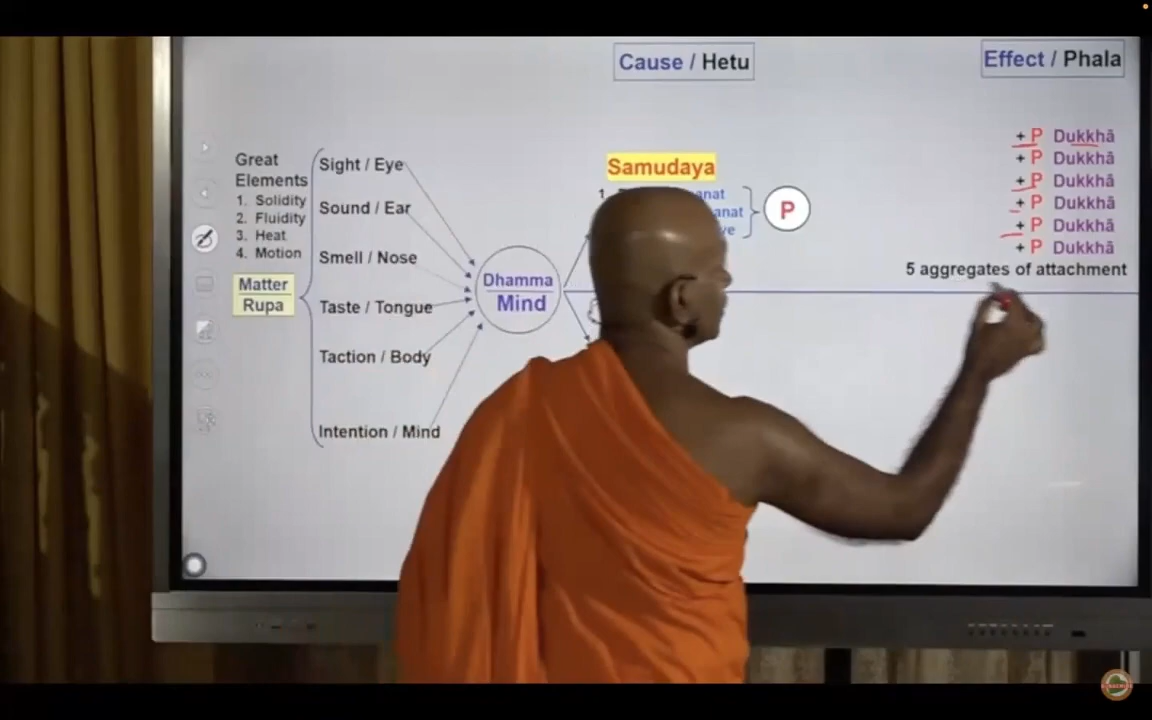 Cause / Hetu
Effect / Phala
Great
Elements
1. Solidity
2. Fluidity
3. Heat
4. Motion
Matter
Rupa
Sight / Eye
Sound / Ear
Smell / Nose
Taste / Tongue
Taction / Body
Intention / Mind
Dhamma
Mind
Samudaya
1
P
+ P Dukkhā
+ P Dukkhā
+ P Dukkhā
+ P Dukkhā
+ P Dukkhā
+ P Dukkhā
5 aggregates of attachment